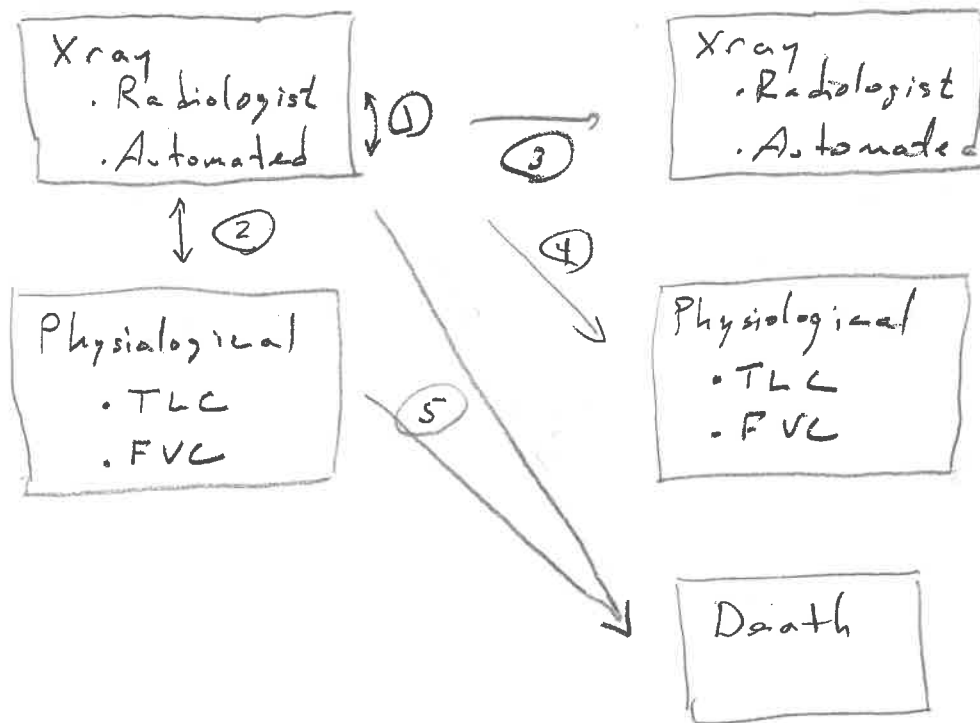 Xray
. Radiologist
. Automated
1
2
Physiological
. TLC
. FVC
3
4
5
Xray
. Radiologist
. Automated
Physiological
. TLC
. FVC
Death